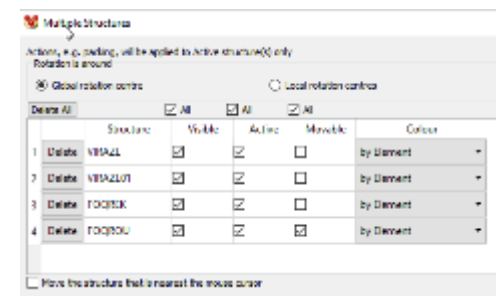 Multiple Structures
Actions, e.g. packing, will be applied to Active structure(s) only
Rotation is around
Global rotation centre Local rotation centres
Delete All All All All
Structure Visible Active Movable Colour
1 Delete by Element
2 Delete by Element
3 Delete by Element
4 Delete by Element
Move the structure that is nearest the mouse cursor